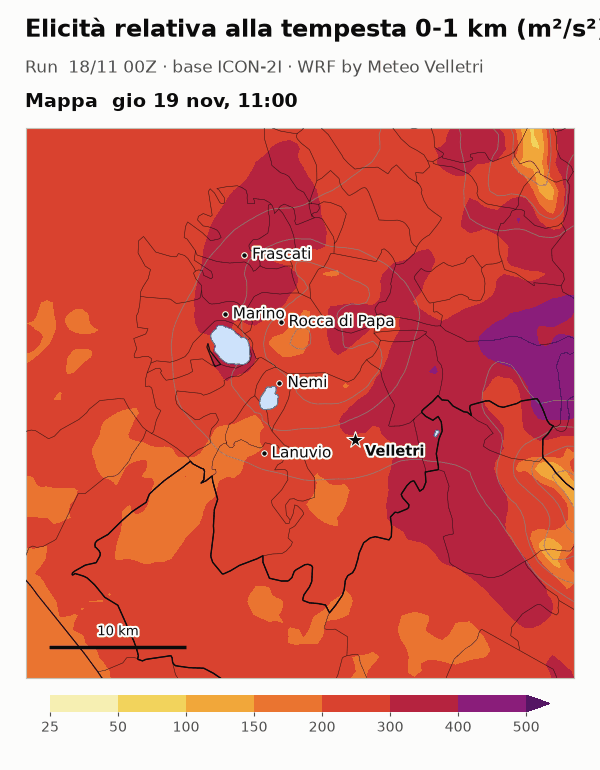 Elicità relativa alla tempesta 0-1 km (m²/s²)
Run  18/11 00Z · base ICON-2I · WRF by Meteo Velletri
Mappa  gio 19 nov, 11:00
Frascati
Marino
Rocca di Papa
Nemi
Velletri
Lanuvio
10 km
25 50 100 150 200 300 400 500